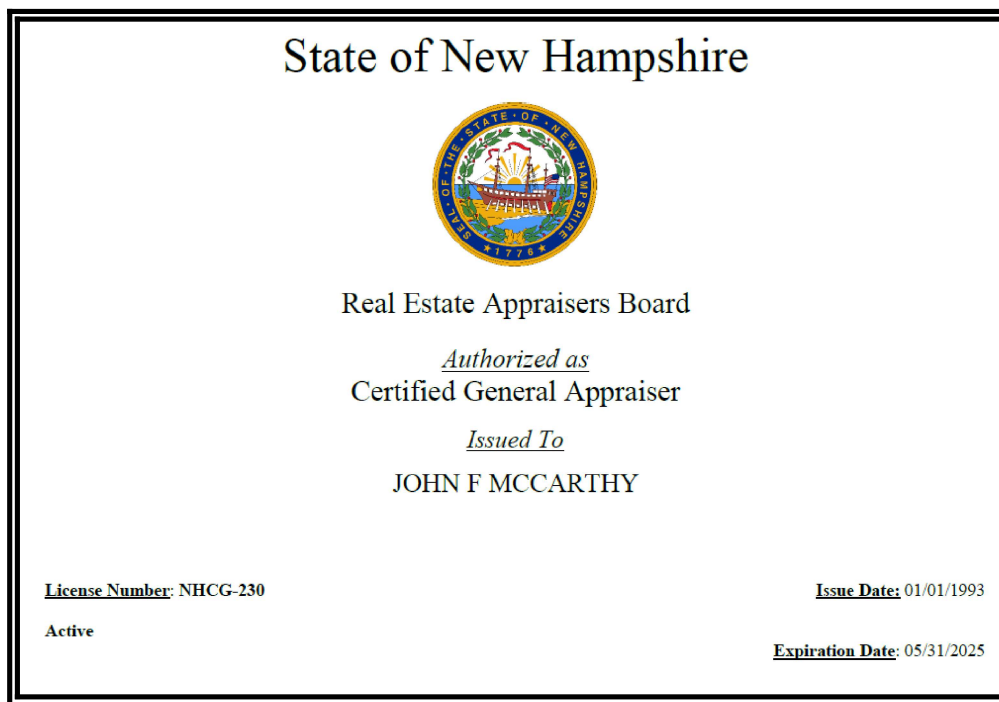 State of New Hampshire
SEAL · OF · THE · STATE · OF · NEW HAMPSHIRE
1776
Real Estate Appraisers Board
Authorized as
Certified General Appraiser
Issued To
JOHN F MCCARTHY
License Number: NHCG-230
Issue Date: 01/01/1993
Active
Expiration Date: 05/31/2025